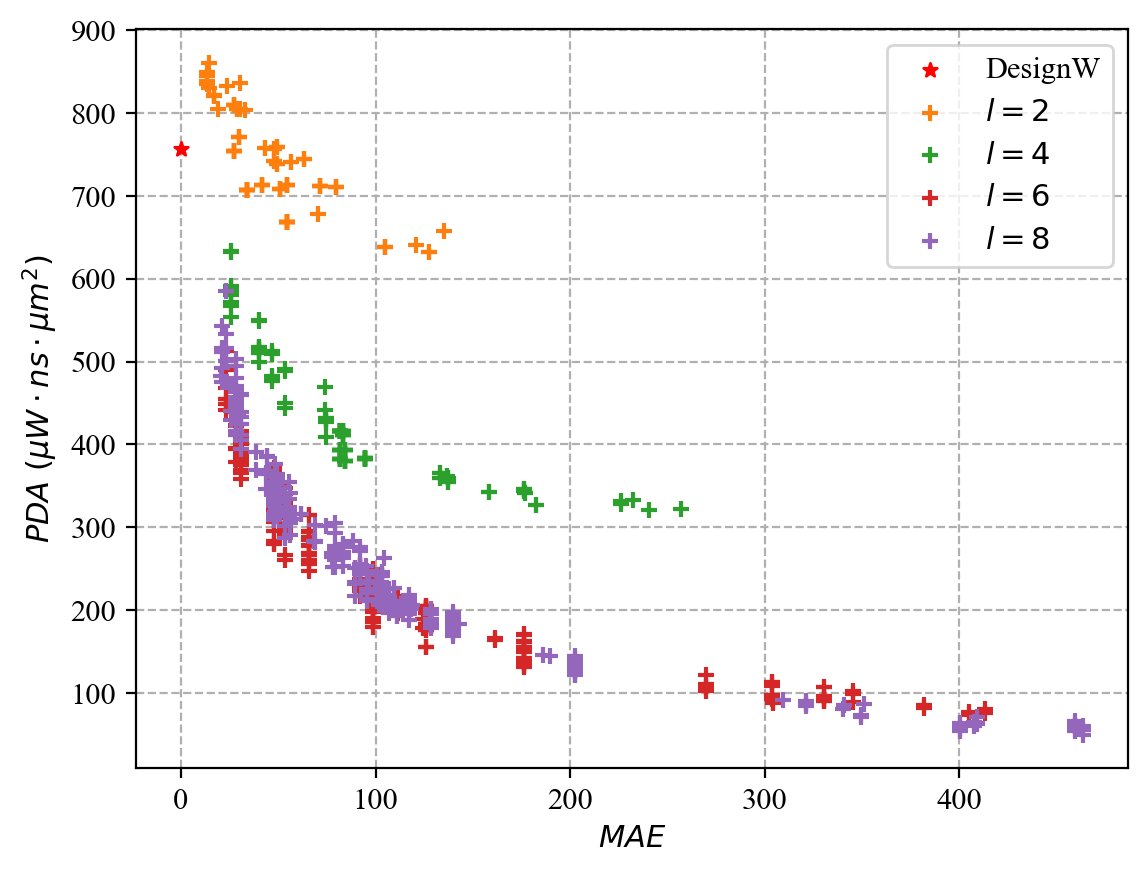 900
800
700
600
500
400
300
200
100
PDA (μW · ns · μm²)
DesignW
l = 2
l = 4
l = 6
l = 8
0 100 200 300 400
MAE